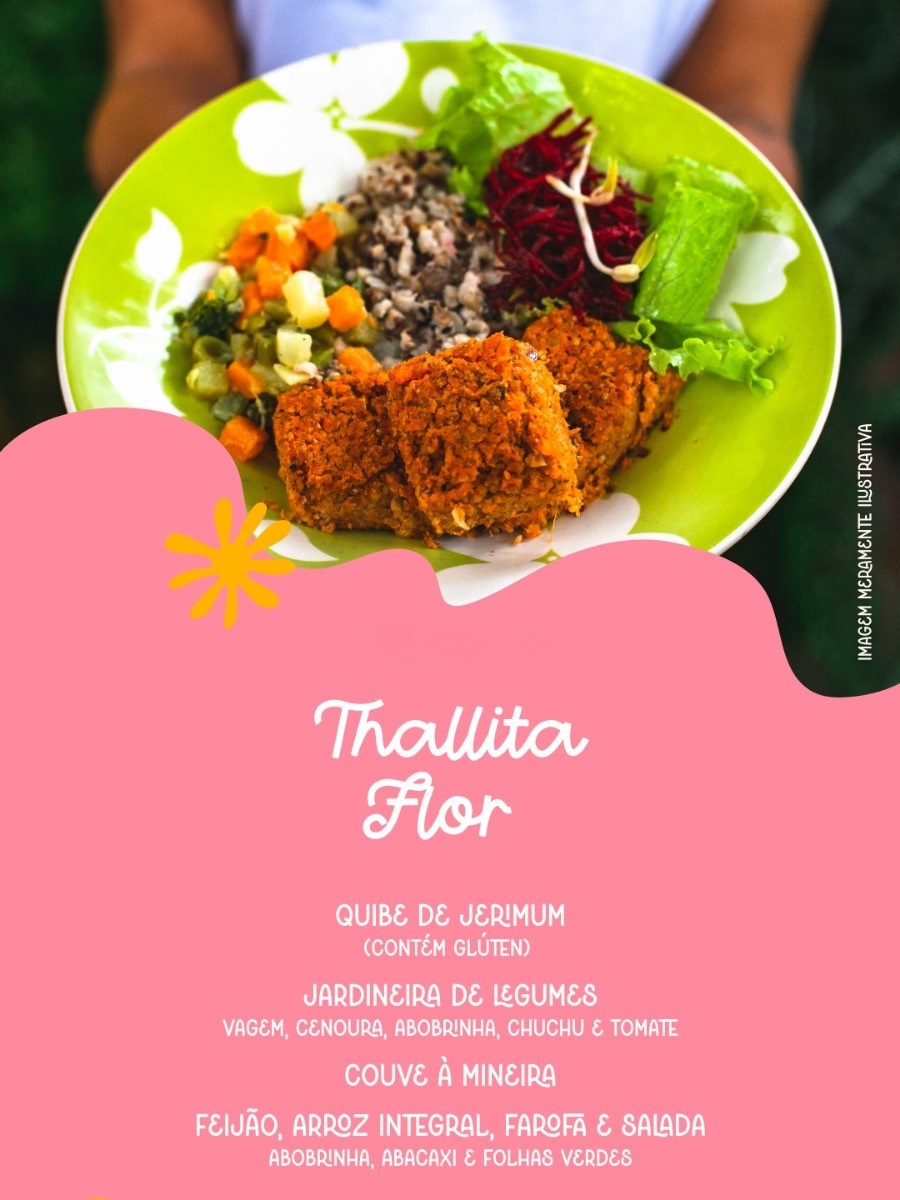 IMAGEM MERAMENTE ILUSTRATIVA
Thallita
Flor
QUIBE DE JERIMUM
(CONTÉM GLÚTEN)
JARDINEIRA DE LEGUMES
VAGEM, CENOURA, ABOBRINHA, CHUCHU E TOMATE
COUVE À MINEIRA
FEIJÃO, ARROZ INTEGRAL, FAROFA E SALADA
ABOBRINHA, ABACAXI E FOLHAS VERDES